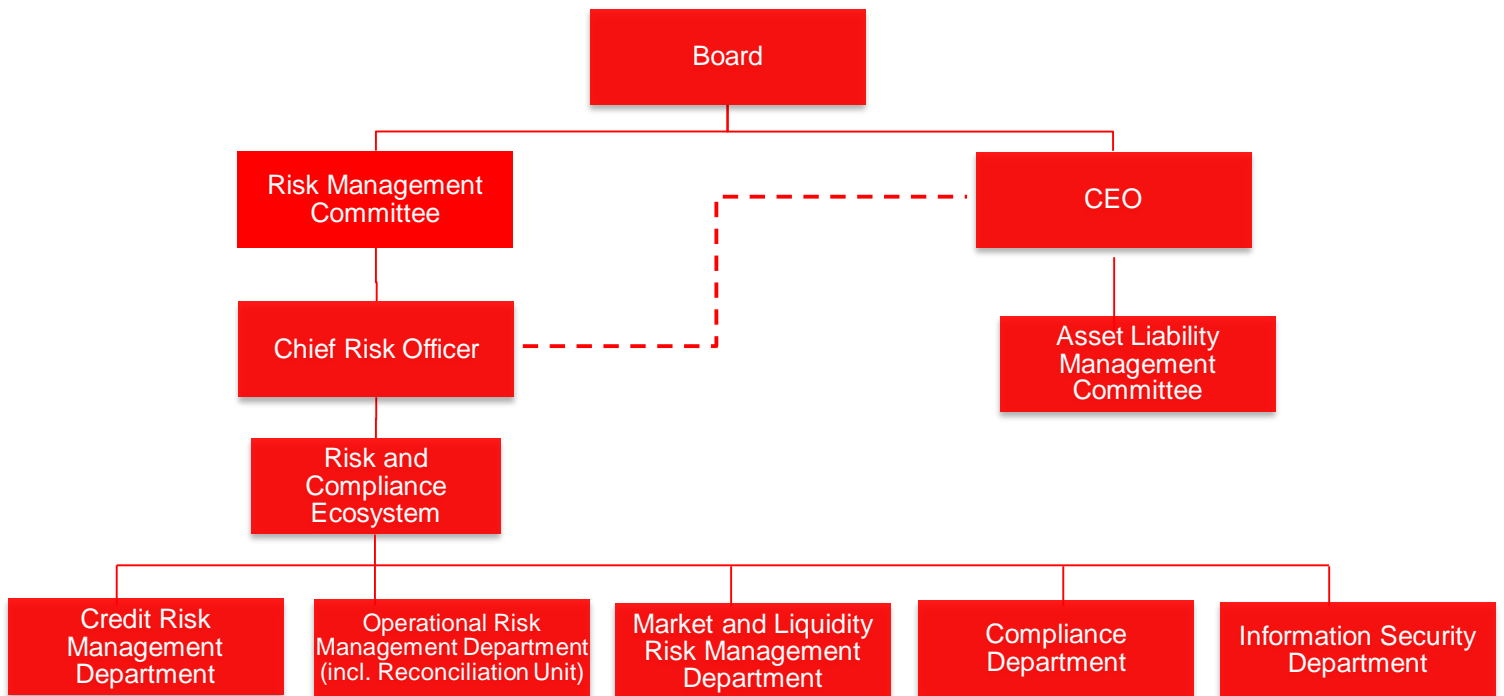 Board
Risk Management
Committee
CEO
Chief Risk Officer
Asset Liability
Management
Committee
Risk and
Compliance
Ecosystem
Credit Risk
Management
Department
Operational Risk
Management Department
(incl. Reconciliation Unit)
Market and Liquidity
Risk Management
Department
Compliance
Department
Information Security
Department